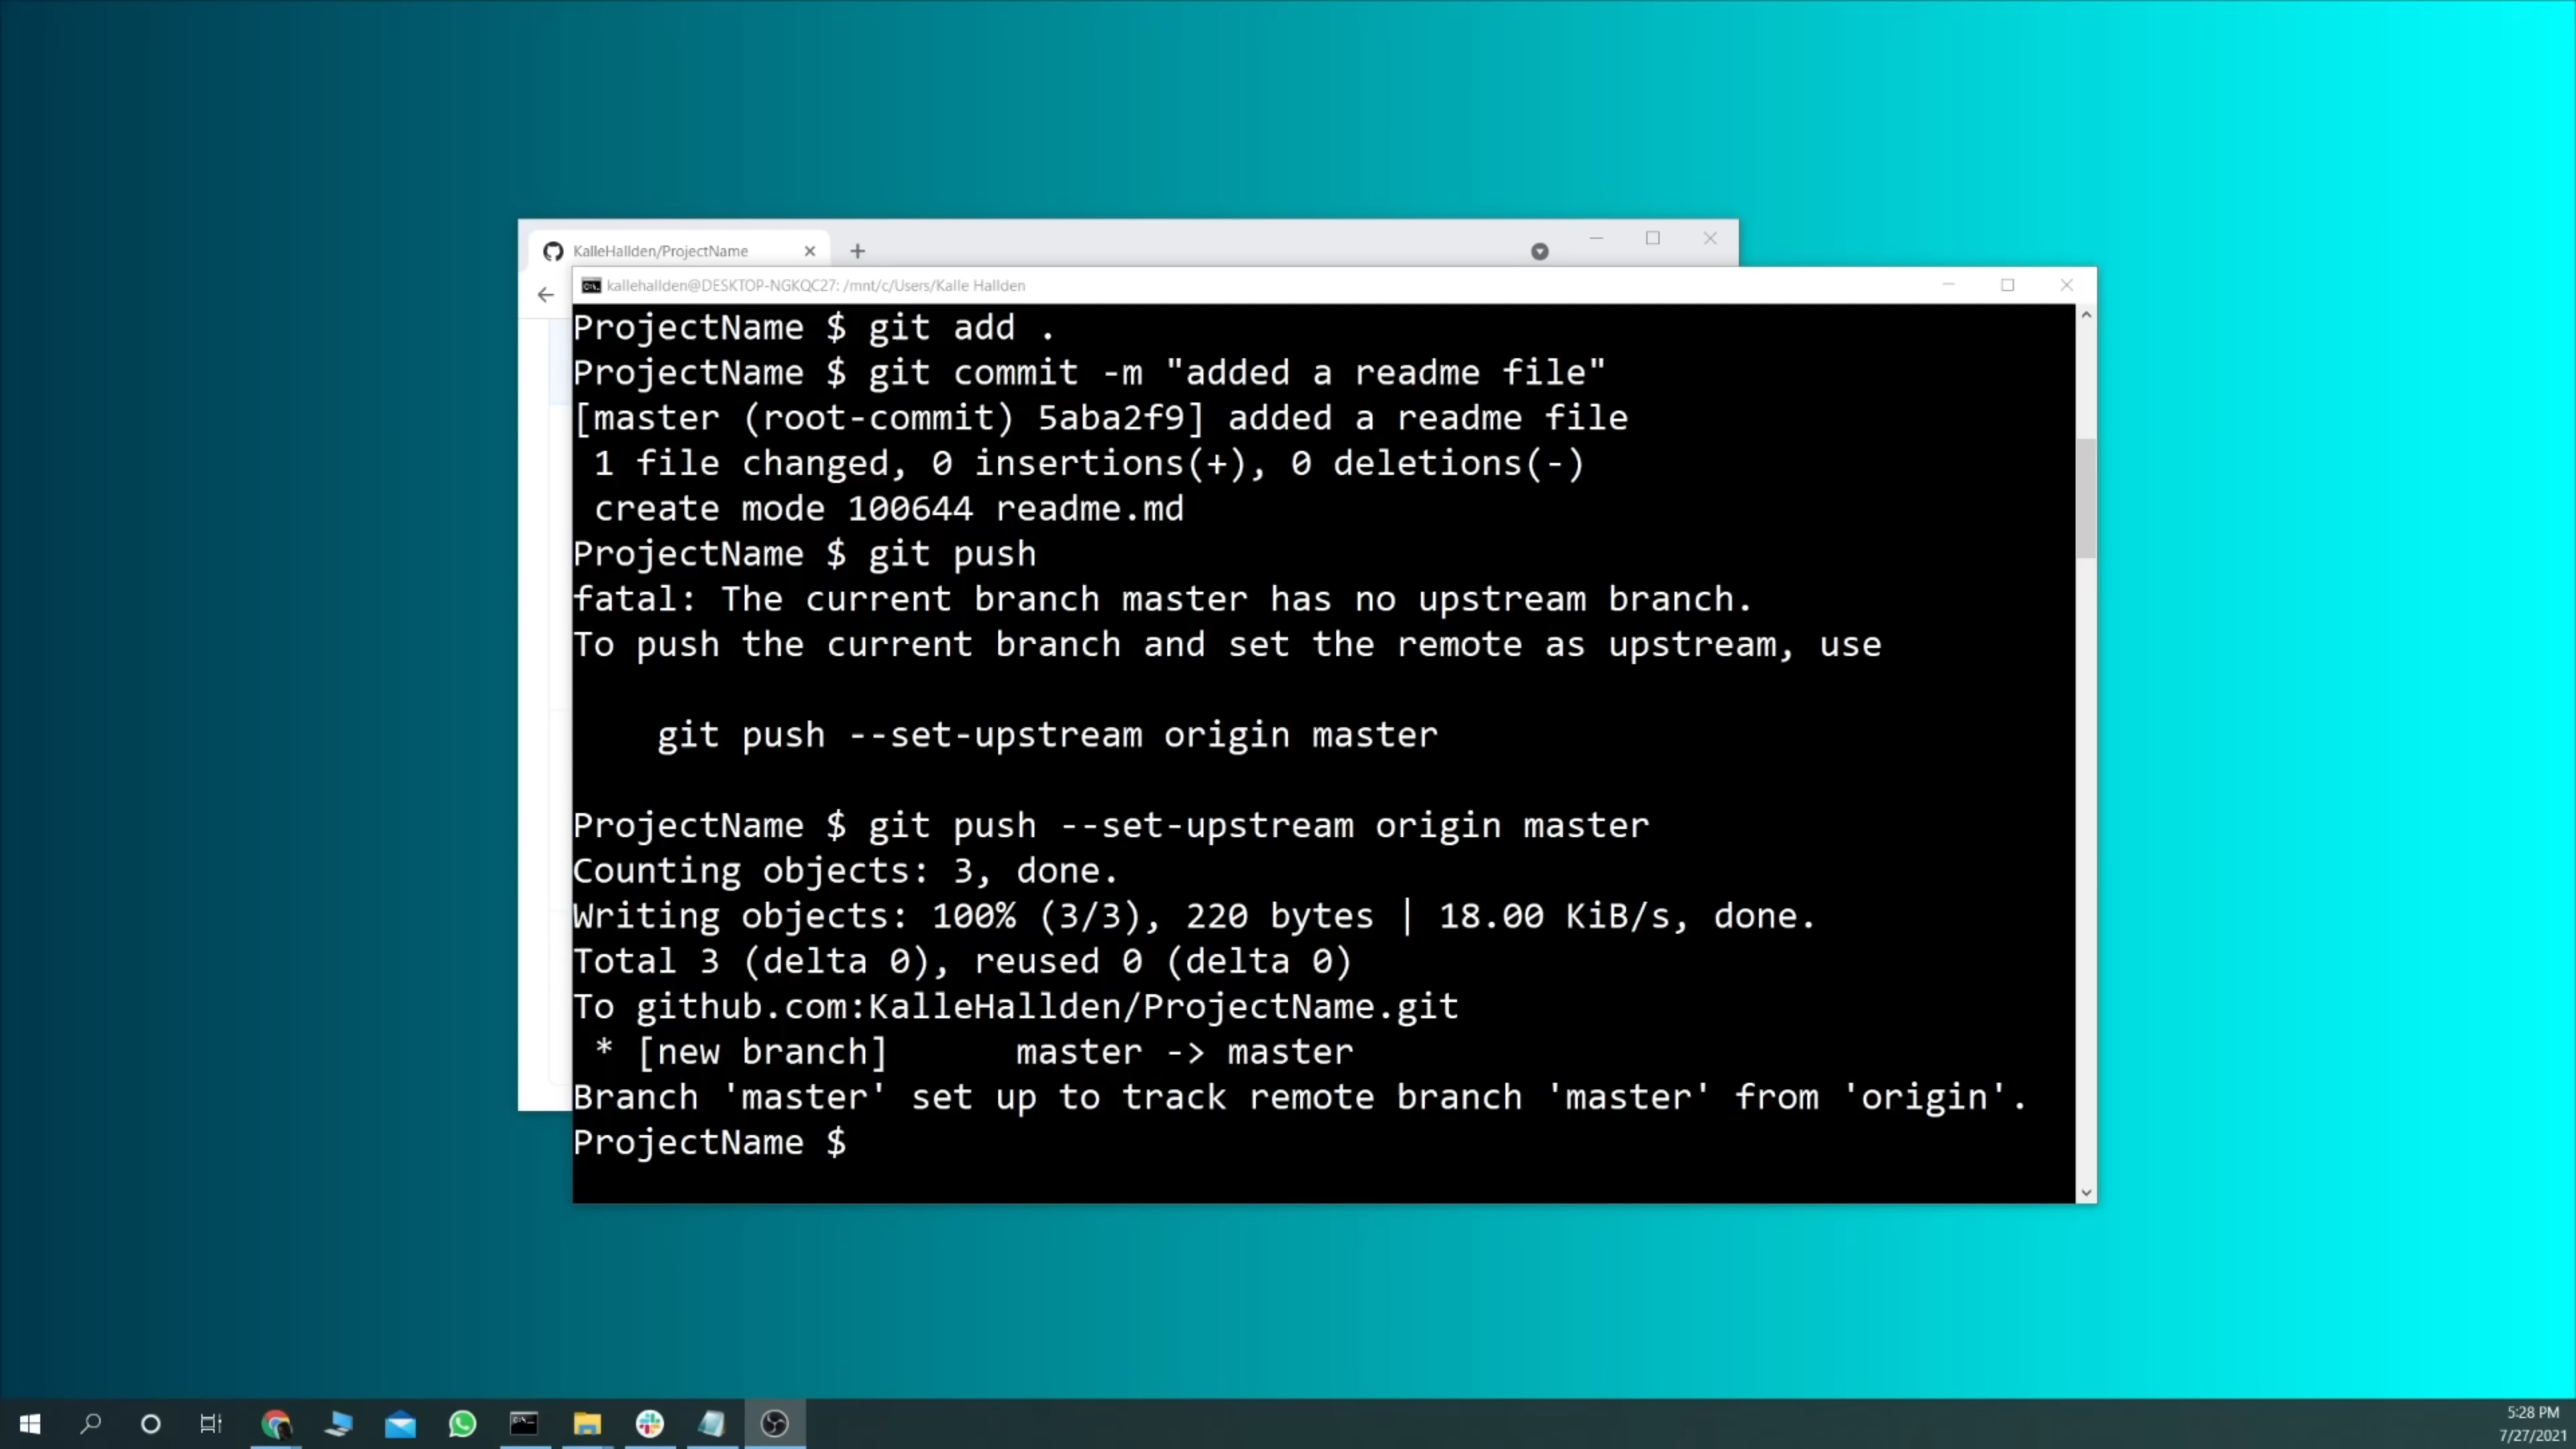 KalleHallden/ProjectName
kallehallden@DESKTOP-NGKQC27: /mnt/c/Users/Kalle Hallden
ProjectName $ git add .
ProjectName $ git commit -m "added a readme file"
[master (root-commit) 5aba2f9] added a readme file
 1 file changed, 0 insertions(+), 0 deletions(-)
 create mode 100644 readme.md
ProjectName $ git push
fatal: The current branch master has no upstream branch.
To push the current branch and set the remote as upstream, use
    git push --set-upstream origin master
ProjectName $ git push --set-upstream origin master
Counting objects: 3, done.
Writing objects: 100% (3/3), 220 bytes | 18.00 KiB/s, done.
Total 3 (delta 0), reused 0 (delta 0)
To github.com:KalleHallden/ProjectName.git
 * [new branch]      master -> master
Branch 'master' set up to track remote branch 'master' from 'origin'.
ProjectName $
5:28 PM
7/27/2021